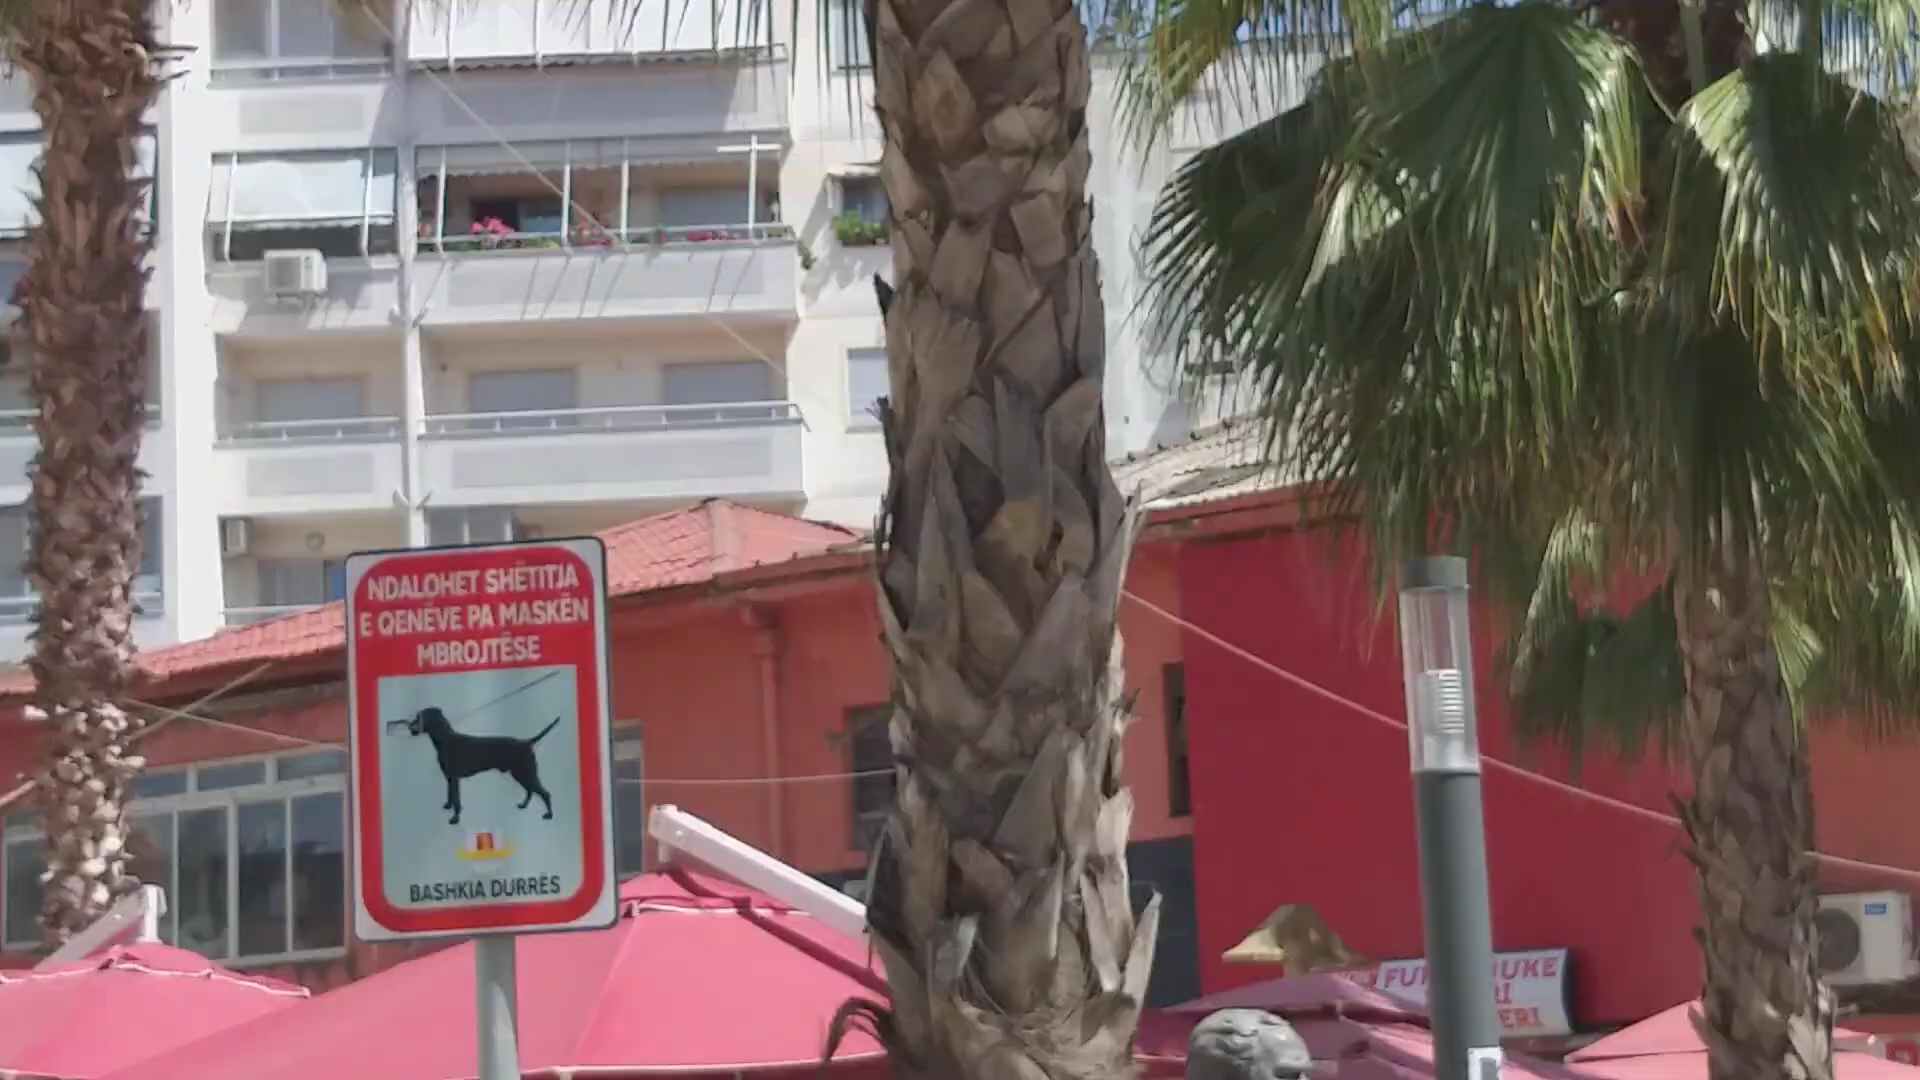 NDALOHET SHËTITJA
E QENËVE PA MASKËN
MBROJTËSE
BASHKIA DURRËS